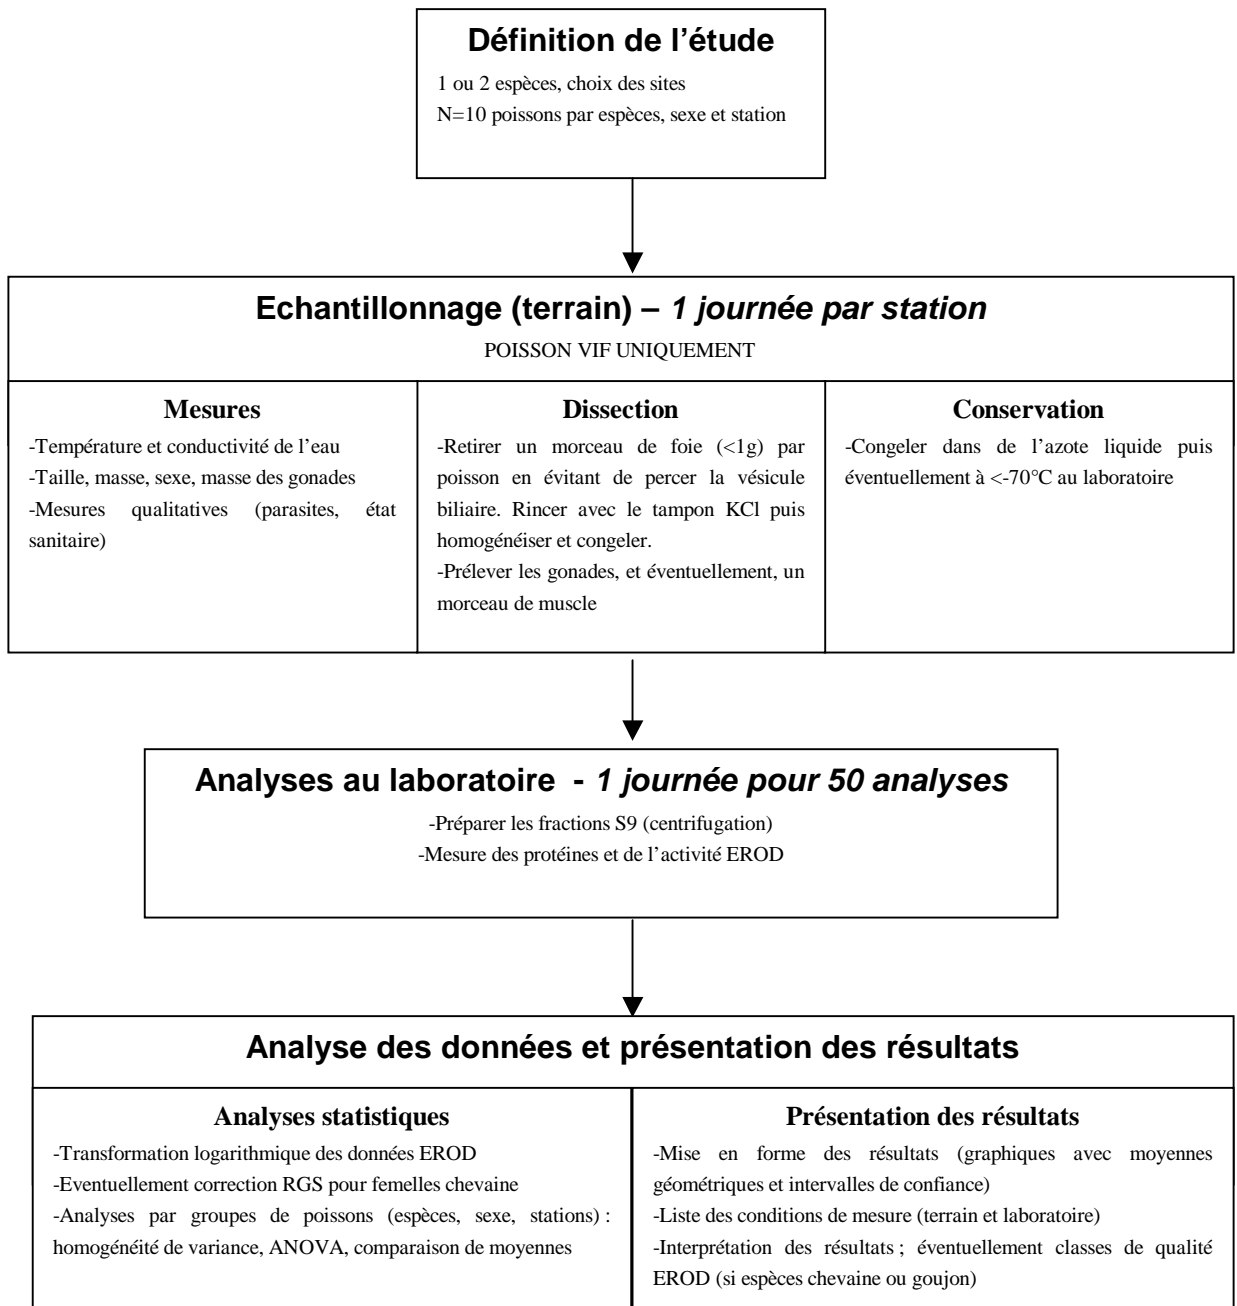 Définition de l'étude
1 ou 2 espèces, choix des sites
N=10 poissons par espèces, sexe et station
Echantillonnage (terrain) – 1 journée par station
POISSON VIF UNIQUEMENT
Mesures
-Température et conductivité de l'eau
-Taille, masse, sexe, masse des gonades
-Mesures qualitatives (parasites, état
sanitaire)
Dissection
-Retirer un morceau de foie (<1g) par
poisson en évitant de percer la vésicule
biliaire. Rincer avec le tampon KCl puis
homogénéiser et congeler.
-Prélever les gonades, et éventuellement, un
morceau de muscle
Conservation
-Congeler dans de l'azote liquide puis
éventuellement à <-70°C au laboratoire
Analyses au laboratoire - 1 journée pour 50 analyses
-Préparer les fractions S9 (centrifugation)
-Mesure des protéines et de l'activité EROD
Analyse des données et présentation des résultats
Analyses statistiques
-Transformation logarithmique des données EROD
-Eventuellement correction RGS pour femelles chevaine
-Analyses par groupes de poissons (espèces, sexe, stations) :
homogénéité de variance, ANOVA, comparaison de moyennes
Présentation des résultats
-Mise en forme des résultats (graphiques avec moyennes
géométriques et intervalles de confiance)
-Liste des conditions de mesure (terrain et laboratoire)
-Interprétation des résultats ; éventuellement classes de qualité
EROD (si espèces chevaine ou goujon)